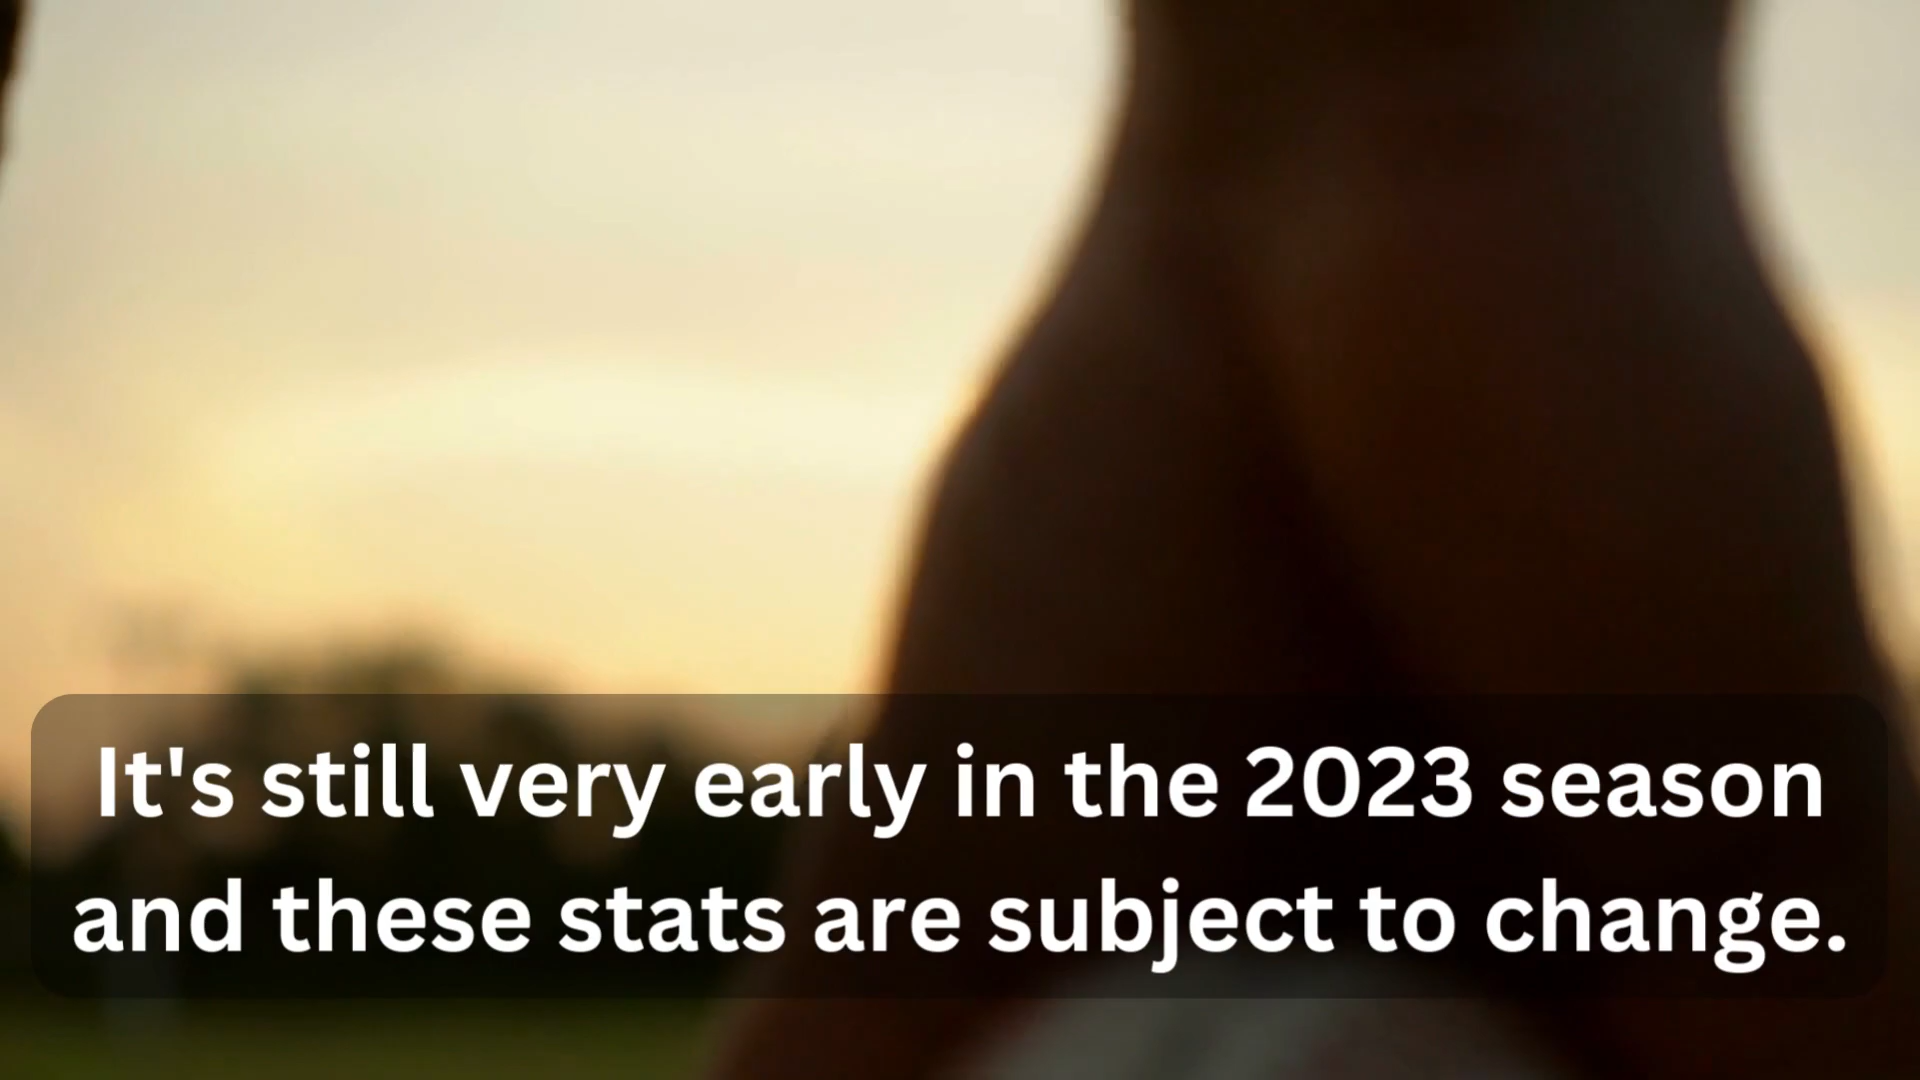 It's still very early in the 2023 season
and these stats are subject to change.